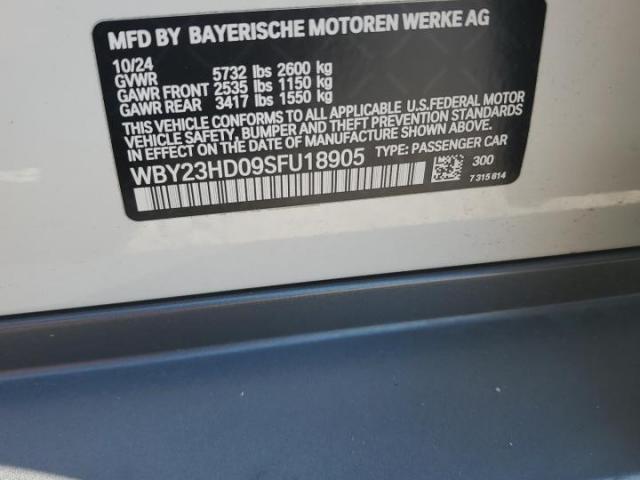 MFD BY BAYERISCHE MOTOREN WERKE AG
10/24
GVWR 5732 lbs 2600 kg
GAWR FRONT 2535 lbs 1150 kg
GAWR REAR 3417 lbs 1550 kg
THIS VEHICLE CONFORMS TO ALL APPLICABLE U.S.FEDERAL MOTOR
VEHICLE SAFETY, BUMPER, AND THEFT PREVENTION STANDARDS IN
EFFECT ON THE DATE OF MANUFACTURE SHOWN ABOVE.
WBY23HD09SFU18905 TYPE: PASSENGER CAR
300
7 315 814